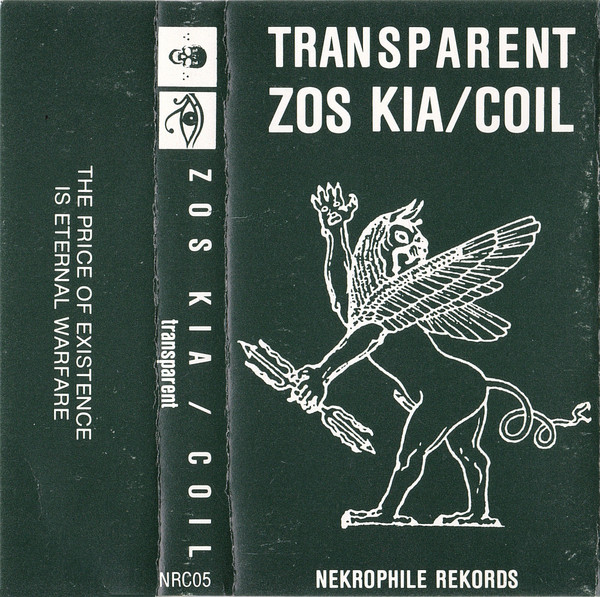 THE PRICE OF EXISTENCE
IS ETERNAL WARFARE
ZOS KIA / COIL
transparent
NRC05
TRANSPARENT
ZOS KIA/COIL
NEKROPHILE REKORDS